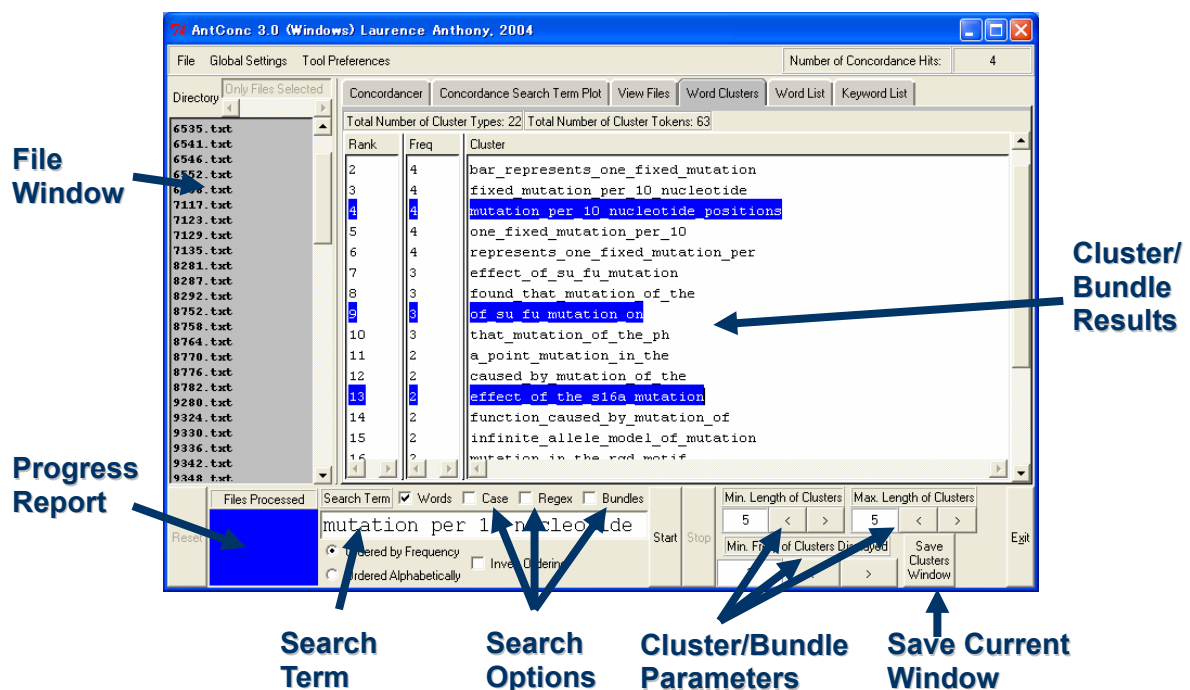 AntConc 3.0 (Windows) Laurence Anthony, 2004
File Global Settings Tool Preferences
Number of Concordance Hits: 4
Directory Only Files Selected
Concordancer Concordance Search Term Plot View Files Word Clusters Word List Keyword List
Total Number of Cluster Types: 22 Total Number of Cluster Tokens: 63
6535.txt
6541.txt
6546.txt
6552.txt
7117.txt
7123.txt
7129.txt
7135.txt
8281.txt
8287.txt
8292.txt
8752.txt
8758.txt
8764.txt
8770.txt
8776.txt
8782.txt
9280.txt
9324.txt
9330.txt
9336.txt
9342.txt
9348.txt
Rank Freq Cluster
2 4 bar_represents_one_fixed_mutation
3 4 fixed_mutation_per_10_nucleotide
4 4 mutation_per_10_nucleotide_positions
5 4 one_fixed_mutation_per_10
6 4 represents_one_fixed_mutation_per
7 3 effect_of_su_fu_mutation
8 3 found_that_mutation_of_the
9 3 of_su_fu_mutation_on
10 3 that_mutation_of_the_ph
11 2 a_point_mutation_in_the
12 2 caused_by_mutation_of_the
13 2 effect_of_the_s16a_mutation
14 2 function_caused_by_mutation_of
15 2 infinite_allele_model_of_mutation
16 2 mutation_in_the_rgd_motif
File
Window
Cluster/
Bundle
Results
Progress
Report
Reset
Files Processed
Search Term Words Case Regex Bundles
mutation per 10 nucleotide
Ordered by Frequency
Ordered Alphabetically
Invert Ordering
Start Stop
Min. Length of Clusters Max. Length of Clusters
5 < > 5 < >
Min. Freq of Clusters Displayed
< >
Save
Clusters
Window
Exit
Search
Term
Search
Options
Cluster/Bundle
Parameters
Save Current
Window